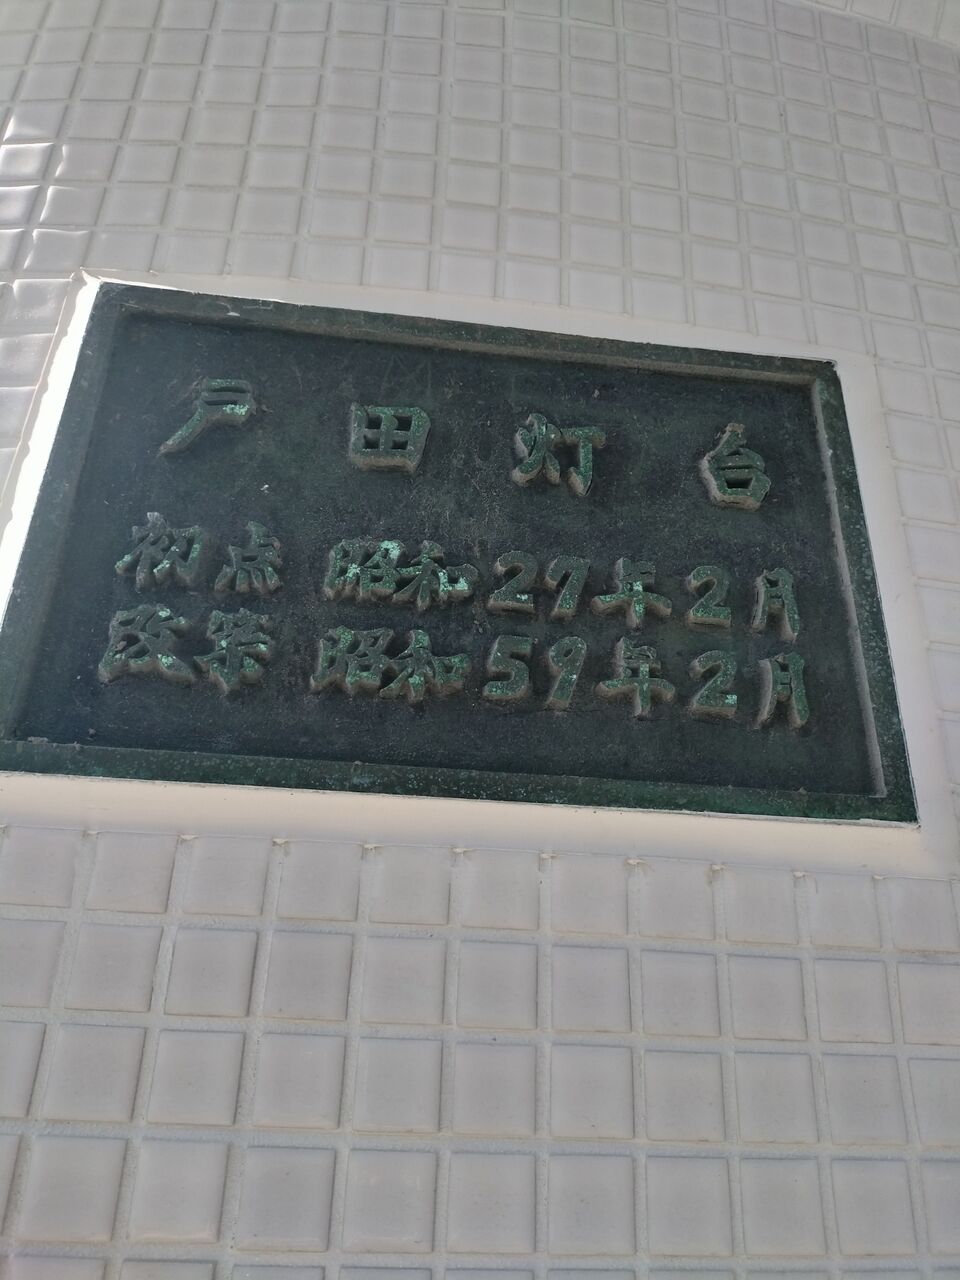 戸田灯台
初点 昭和27年2月
改築 昭和59年2月